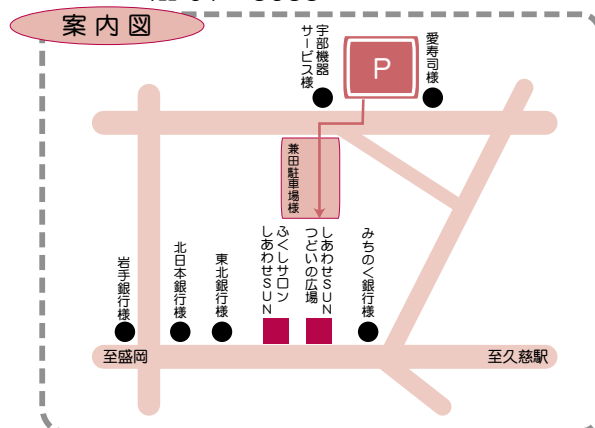 案内図
宇部機器
サービス様
P
愛寿司様
兼田駐車場様
岩手銀行様
北日本銀行様
東北銀行様
ふくしサロン
しあわせSUN
しあわせSUN
つどいの広場
みちのく銀行様
至盛岡
至久慈駅